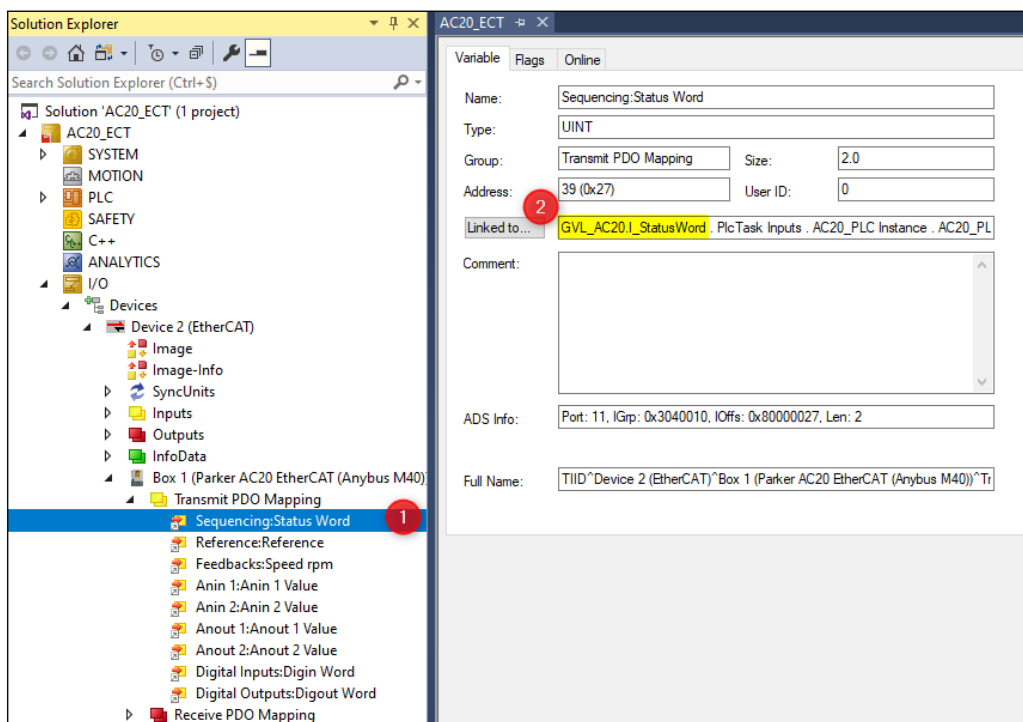 Solution Explorer
Search Solution Explorer (Ctrl+$)
Solution 'AC20_ECT' (1 project)
AC20_ECT
SYSTEM
MOTION
PLC
SAFETY
C++
ANALYTICS
I/O
Devices
Device 2 (EtherCAT)
Image
Image-Info
SyncUnits
Inputs
Outputs
InfoData
Box 1 (Parker AC20 EtherCAT (Anybus M40))
Transmit PDO Mapping
Sequencing:Status Word
1
Reference:Reference
Feedbacks:Speed rpm
Anin 1:Anin 1 Value
Anin 2:Anin 2 Value
Anout 1:Anout 1 Value
Anout 2:Anout 2 Value
Digital Inputs:Digin Word
Digital Outputs:Digout Word
Receive PDO Mapping
AC20_ECT
Variable Flags Online
Name: Sequencing:Status Word
Type: UINT
Group: Transmit PDO Mapping Size: 2.0
Address: 39 (0x27) User ID: 0
2
Linked to... GVL_AC20.I_StatusWord . PlcTask Inputs . AC20_PLC Instance . AC20_PL
Comment:
ADS Info: Port: 11, IGrp: 0x3040010, IOffs: 0x80000027, Len: 2
Full Name: TIID^Device 2 (EtherCAT)^Box 1 (Parker AC20 EtherCAT (Anybus M40))^Tr